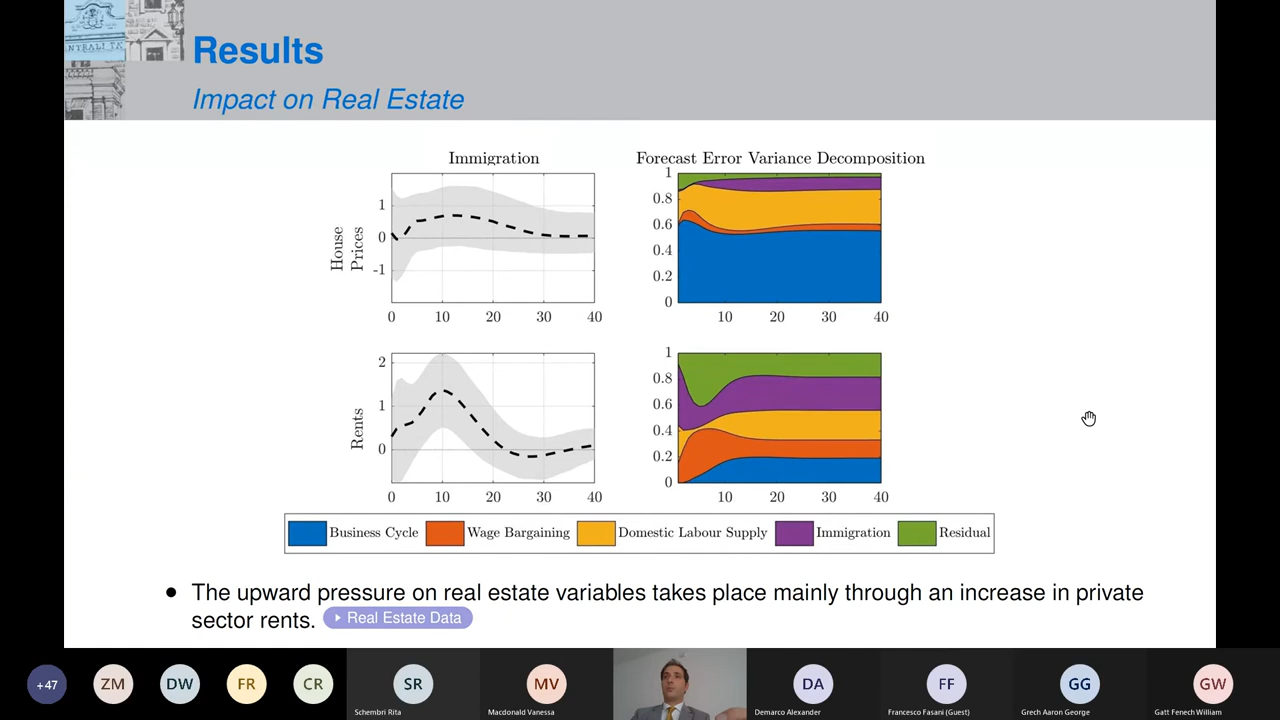 NTRALI TA
Results
Impact on Real Estate
Immigration
Forecast Error Variance Decomposition
House
Prices
1
0
-1
0 10 20 30 40
1
0.8
0.6
0.4
0.2
0
10 20 30 40
Rents
2
1
0
0 10 20 30 40
1
0.8
0.6
0.4
0.2
0
10 20 30 40
Business Cycle Wage Bargaining Domestic Labour Supply Immigration Residual
• The upward pressure on real estate variables takes place mainly through an increase in private
sector rents. Real Estate Data
+47 ZM DW FR CR SR MV DA FF GG GW
Schembri Rita Macdonald Vanessa Demarco Alexander Francesco Fasani (Guest) Grech Aaron George Gatt Fenech William